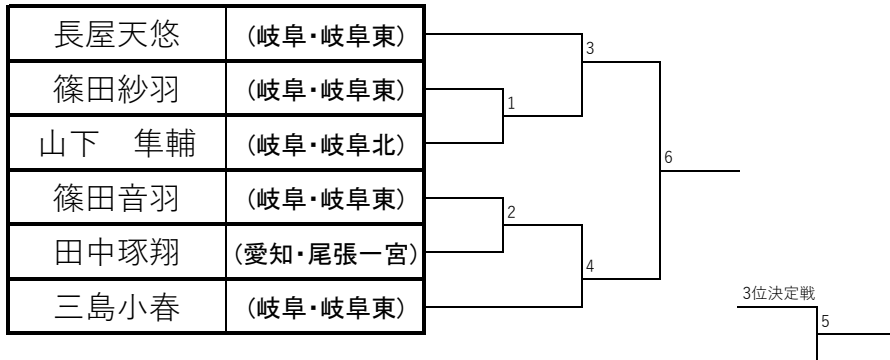 長屋天悠 (岐阜・岐阜東)
3
篠田紗羽 (岐阜・岐阜東)
1
山下　隼輔 (岐阜・岐阜北)
6
篠田音羽 (岐阜・岐阜東)
2
田中琢翔 (愛知・尾張一宮)
4
三島小春 (岐阜・岐阜東)
3位決定戦
5